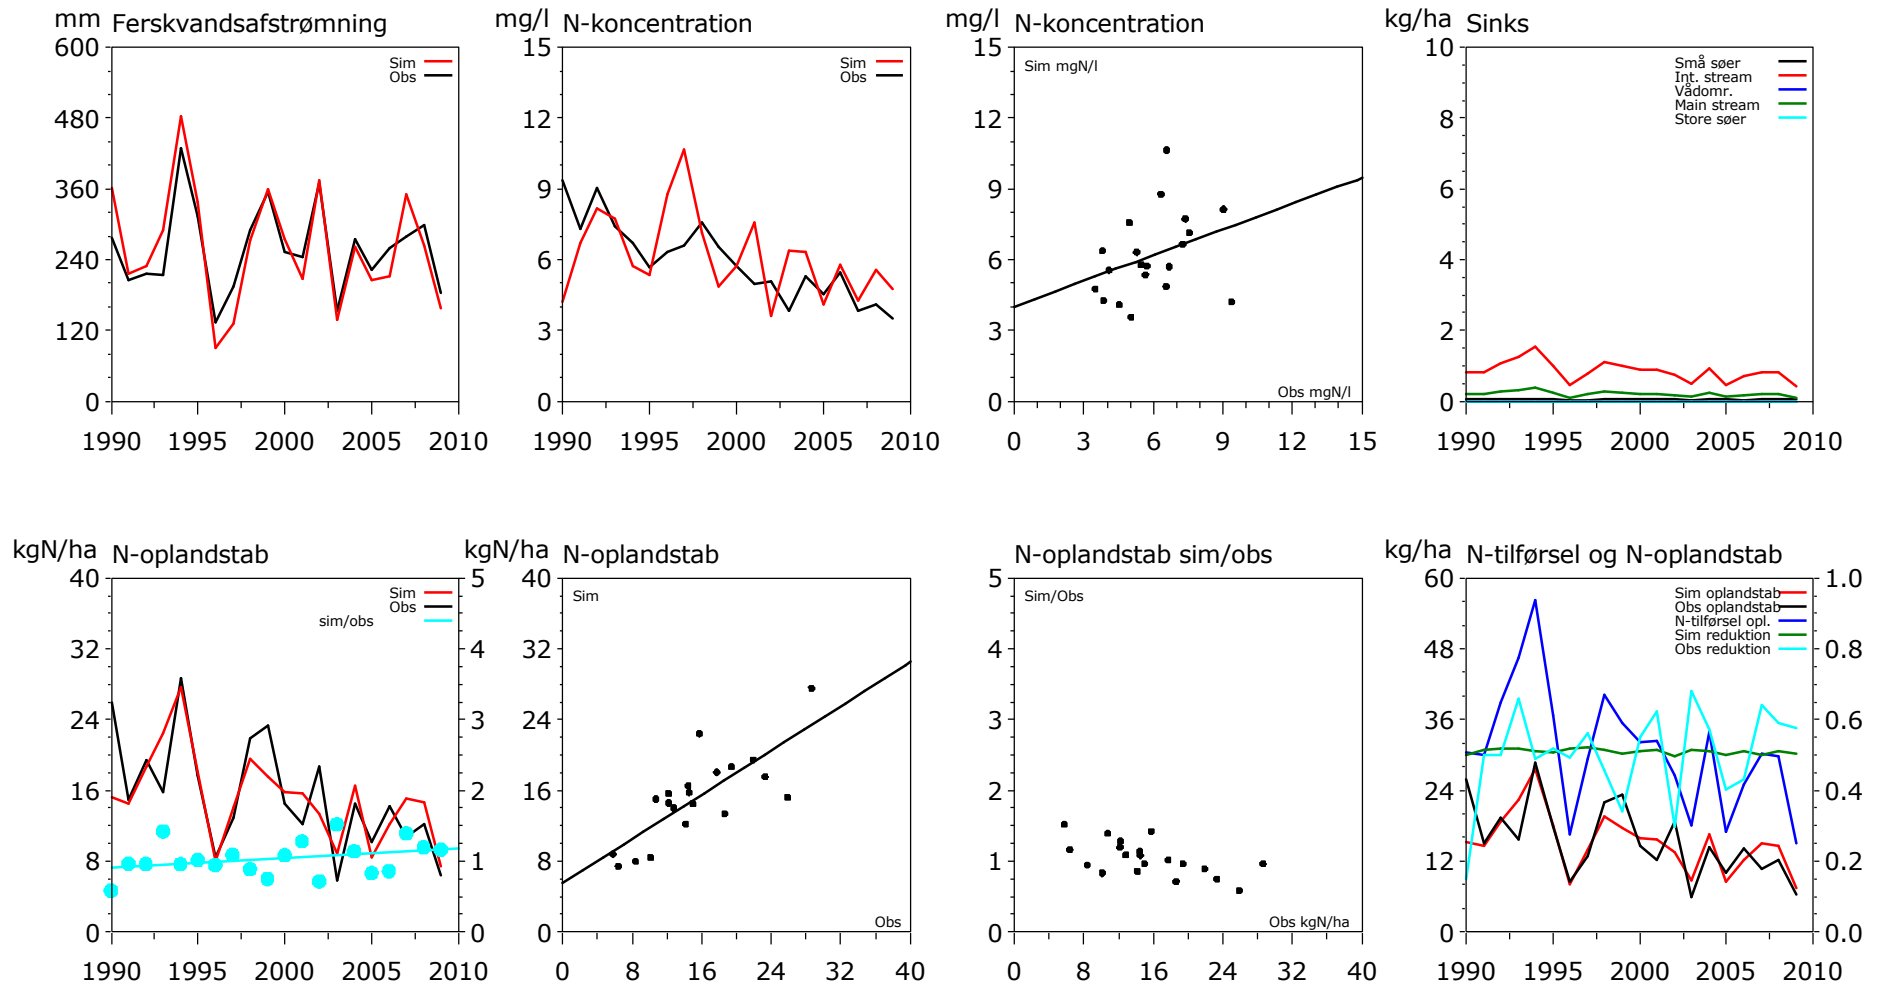 mm Ferskvandsafstrømning
600
480
360
240
120
0
Sim
Obs
1990 1995 2000 2005 2010
mg/l N-koncentration
15
12
9
6
3
0
Sim
Obs
1990 1995 2000 2005 2010
mg/l N-koncentration
15
12
9
6
3
0
Sim mgN/l
Obs mgN/l
0 3 6 9 12 15
kg/ha Sinks
10
8
6
4
2
0
Små søer
Int. stream
Vådomr.
Main stream
Store søer
1990 1995 2000 2005 2010
kgN/ha N-oplandstab
40
32
24
16
8
0
Sim
Obs
sim/obs
5
4
3
2
1
0
1990 1995 2000 2005 2010
kgN/ha N-oplandstab
40
32
24
16
8
0
Sim
Obs
0 8 16 24 32 40
N-oplandstab sim/obs
5
4
3
2
1
0
Sim/Obs
Obs kgN/ha
0 8 16 24 32 40
kg/ha N-tilførsel og N-oplandstab
60
48
36
24
12
0
Sim oplandstab
Obs oplandstab
N-tilførsel opl.
Sim reduktion
Obs reduktion
1.0
0.8
0.6
0.4
0.2
0.0
1990 1995 2000 2005 2010